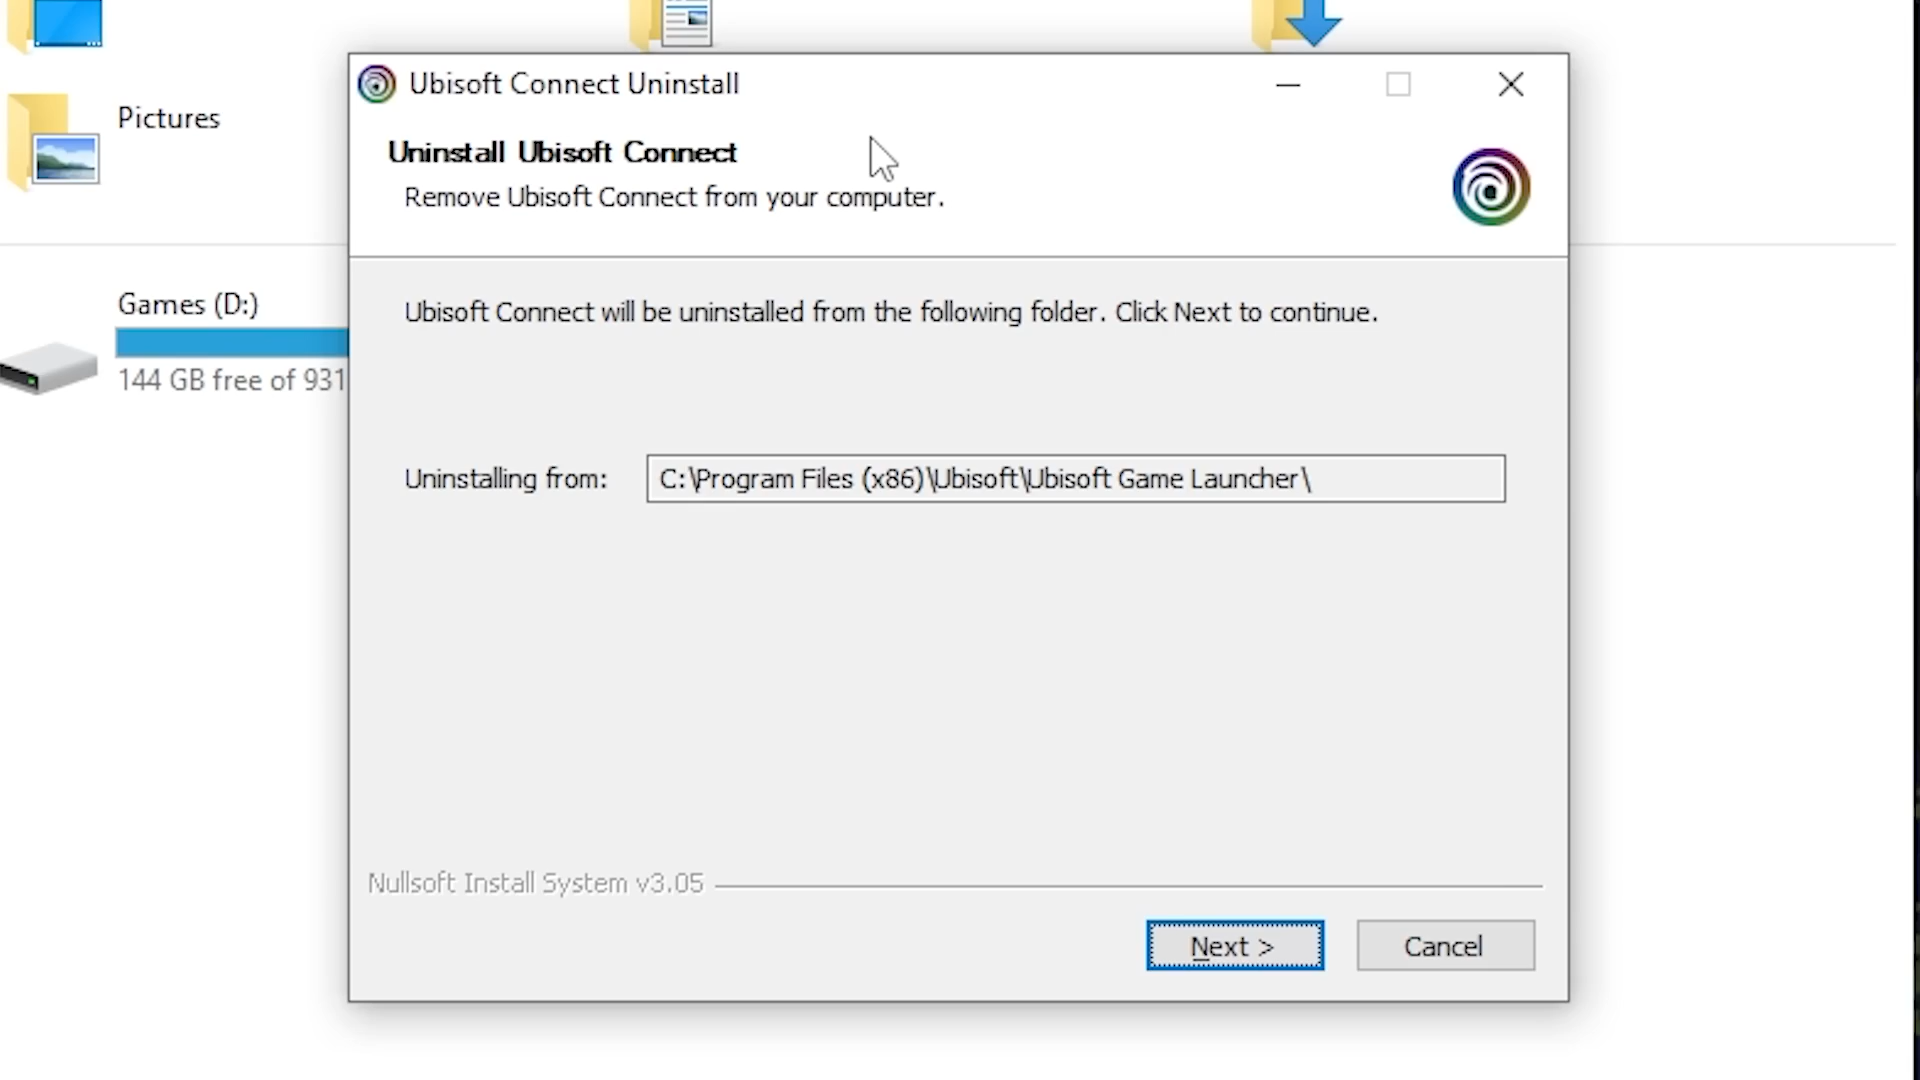 Ubisoft Connect Uninstall
Uninstall Ubisoft Connect
Remove Ubisoft Connect from your computer.
Pictures
Games (D:)
144 GB free of 931
Ubisoft Connect will be uninstalled from the following folder. Click Next to continue.
Uninstalling from:
C:\Program Files (x86)\Ubisoft\Ubisoft Game Launcher\
Nullsoft Install System v3.05
Next >
Cancel